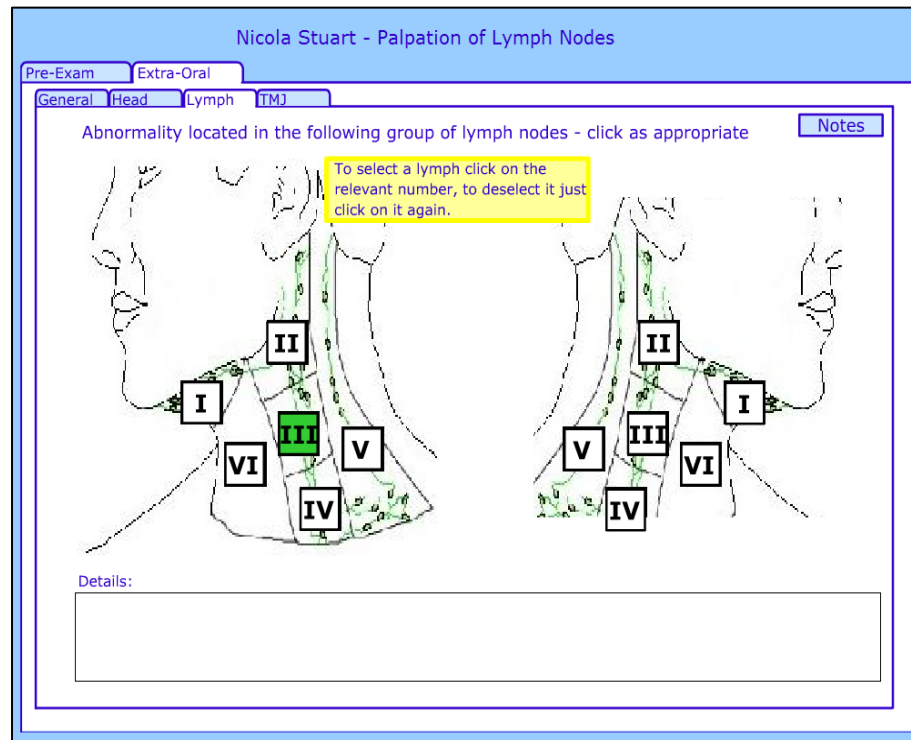 Nicola Stuart - Palpation of Lymph Nodes
Pre-Exam Extra-Oral
General Head Lymph TMJ
Abnormality located in the following group of lymph nodes - click as appropriate
Notes
To select a lymph click on the
relevant number, to deselect it just
click on it again.
II
I
III
V
VI
IV
II
I
V
III
VI
IV
Details: